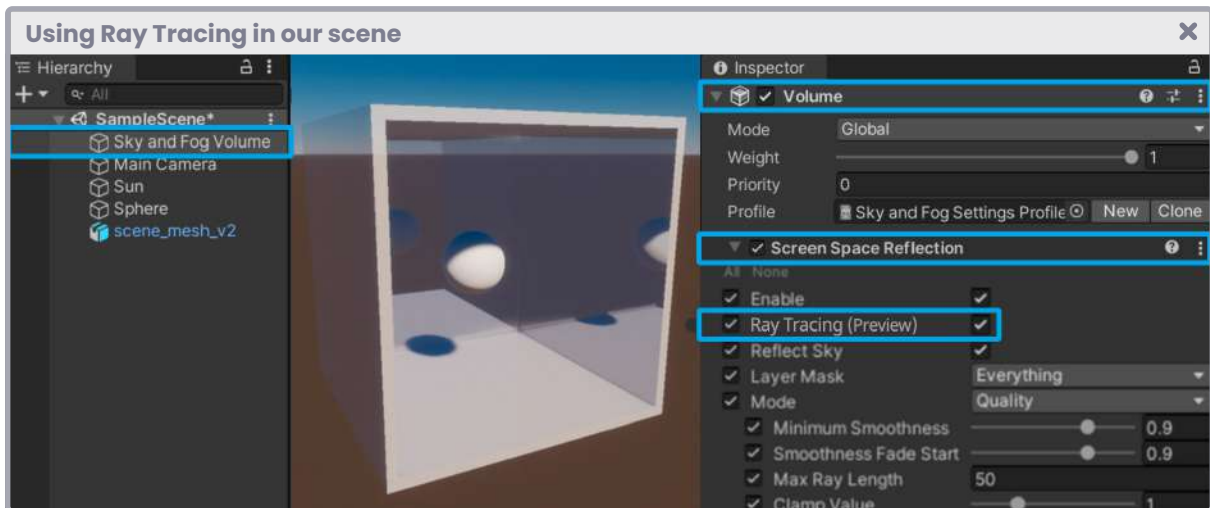 Using Ray Tracing in our scene
Hierarchy
All
SampleScene*
Sky and Fog Volume
Main Camera
Sun
Sphere
scene_mesh_v2
Inspector
Volume
Mode Global
Weight 1
Priority 0
Profile Sky and Fog Settings Profile New Clone
Screen Space Reflection
All None
Enable
Ray Tracing (Preview)
Reflect Sky
Layer Mask Everything
Mode Quality
Minimum Smoothness 0.9
Smoothness Fade Start 0.9
Max Ray Length 50
Clamp Value 1